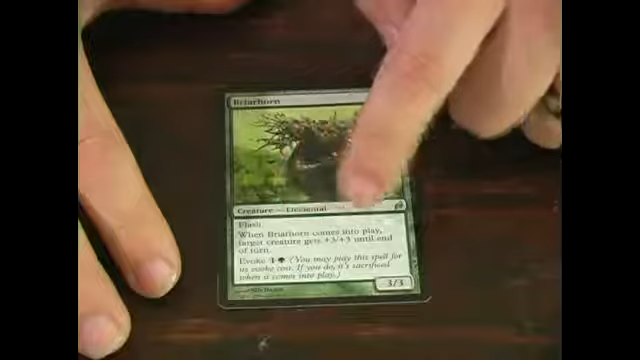 Briarhorn
Creature — Elemental
Flash
When Briarhorn comes into play,
target creature gets +3/+3 until end
of turn.
Evoke (You may play this spell for
its evoke cost. If you do, it's sacrificed
when it comes into play.)
3/3